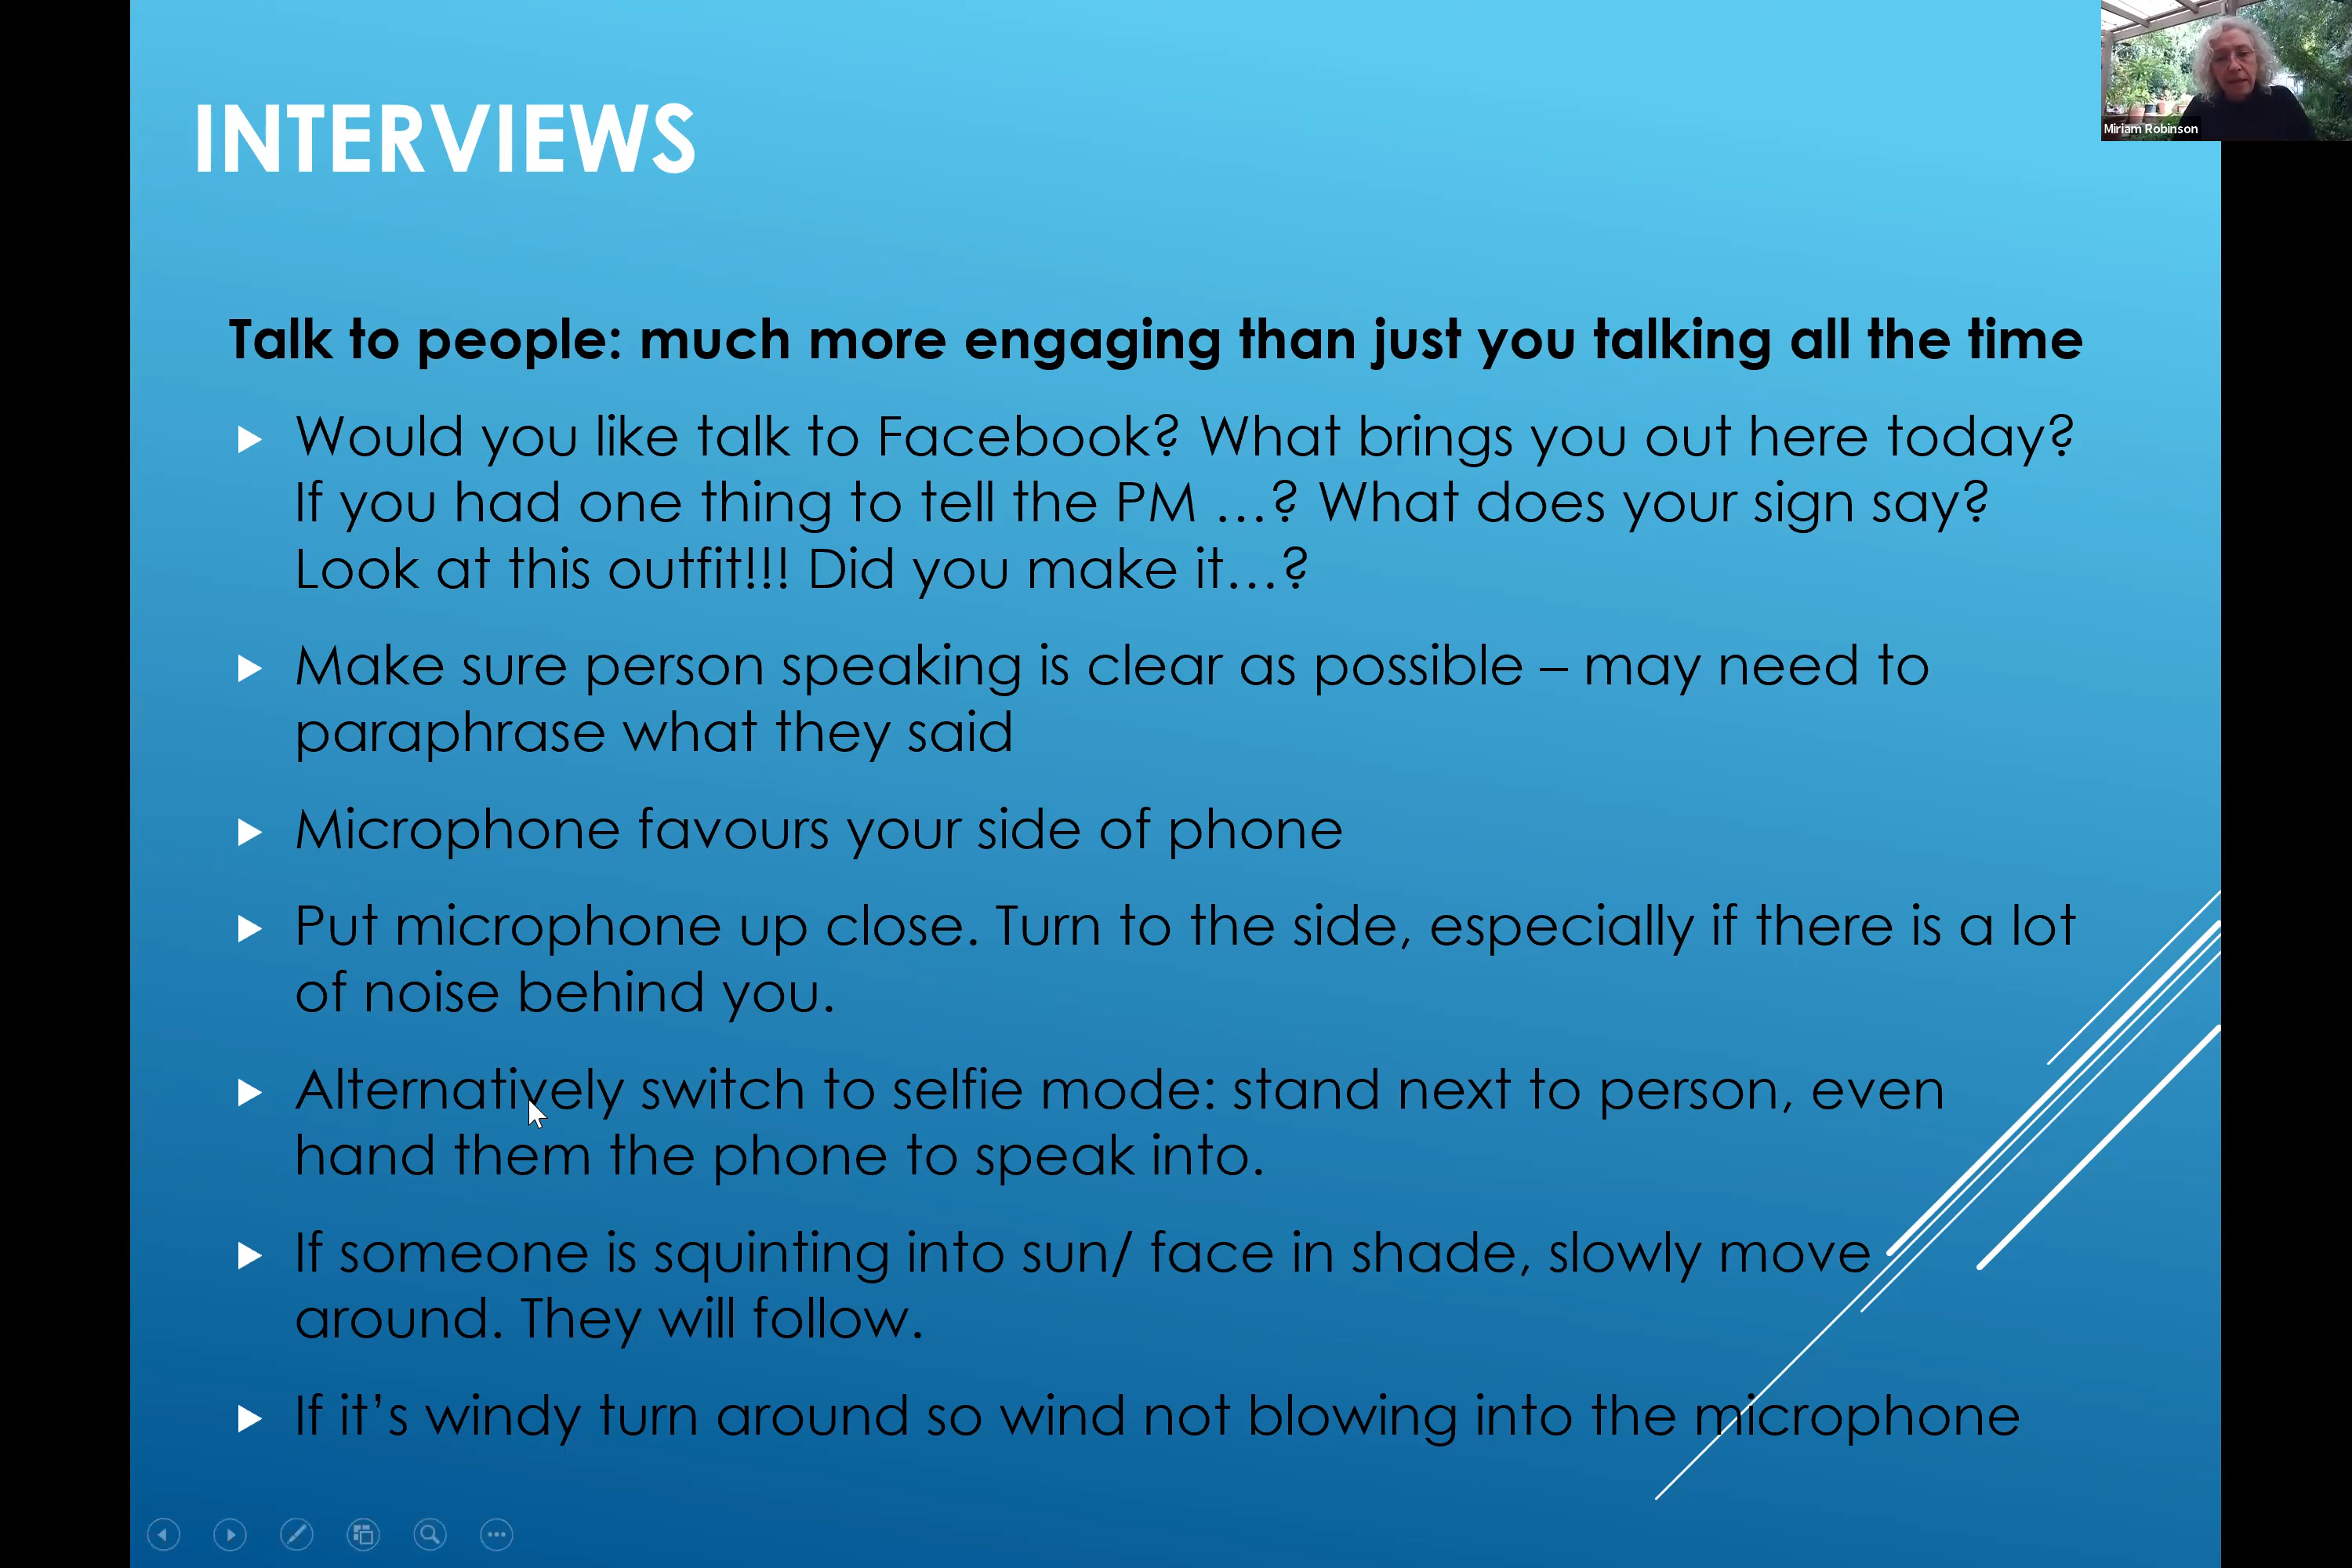 INTERVIEWS
Miriam Robinson
Talk to people: much more engaging than just you talking all the time
Would you like talk to Facebook? What brings you out here today?
If you had one thing to tell the PM …? What does your sign say?
Look at this outfit!!! Did you make it…?
Make sure person speaking is clear as possible – may need to
paraphrase what they said
Microphone favours your side of phone
Put microphone up close. Turn to the side, especially if there is a lot
of noise behind you.
Alternatively switch to selfie mode: stand next to person, even
hand them the phone to speak into.
If someone is squinting into sun/ face in shade, slowly move
around. They will follow.
If it’s windy turn around so wind not blowing into the microphone